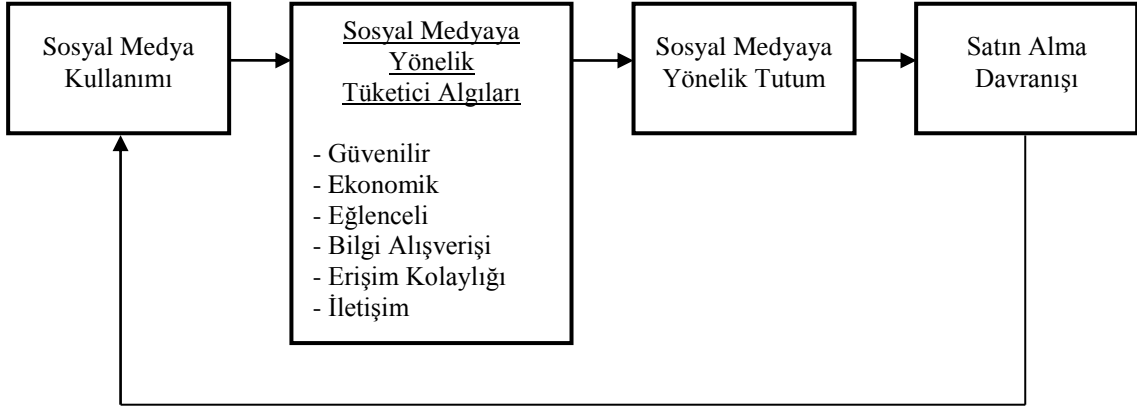 Sosyal Medya
Kullanımı
Sosyal Medyaya
Yönelik
Tüketici Algıları
- Güvenilir
- Ekonomik
- Eğlenceli
- Bilgi Alışverişi
- Erişim Kolaylığı
- İletişim
Sosyal Medyaya
Yönelik Tutum
Satın Alma
Davranışı